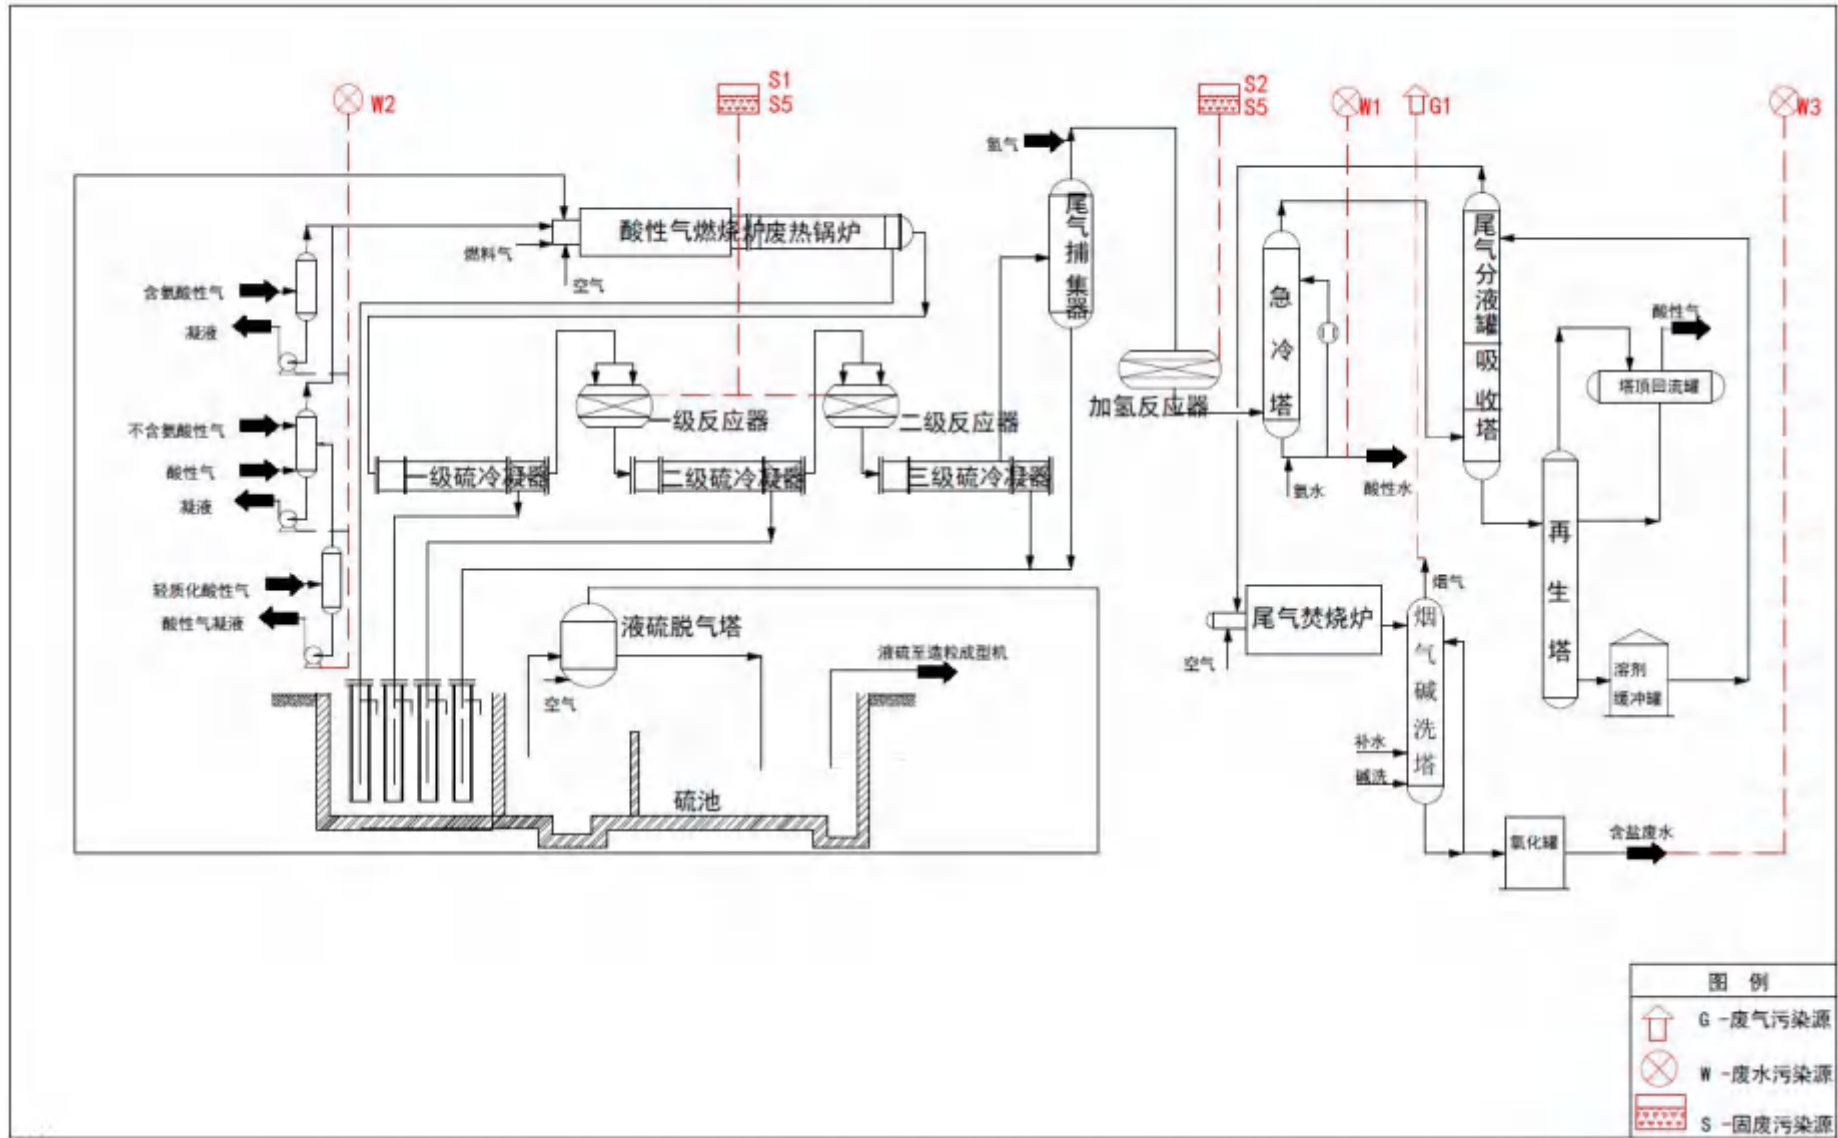 W2
S1
S5
S2
S5
W1
G1
W3
氢气
尾气捕集器
酸性气燃烧炉
废热锅炉
燃料气
空气
含氨酸性气
凝液
不含氨酸性气
酸性气
凝液
轻质化酸性气
酸性气凝液
一级反应器
二级反应器
一级硫冷凝器
二级硫冷凝器
三级硫冷凝器
加氢反应器
急冷塔
氨水
酸性水
尾气分液罐
吸收塔
酸性气
塔顶回流罐
再生塔
溶剂
缓冲罐
液硫脱气塔
空气
液硫至造粒成型机
硫池
尾气焚烧炉
空气
烟气
烟气碱洗塔
补水
碱洗
氧化罐
含盐废水
图 例
G -废气污染源
W -废水污染源
S -固废污染源